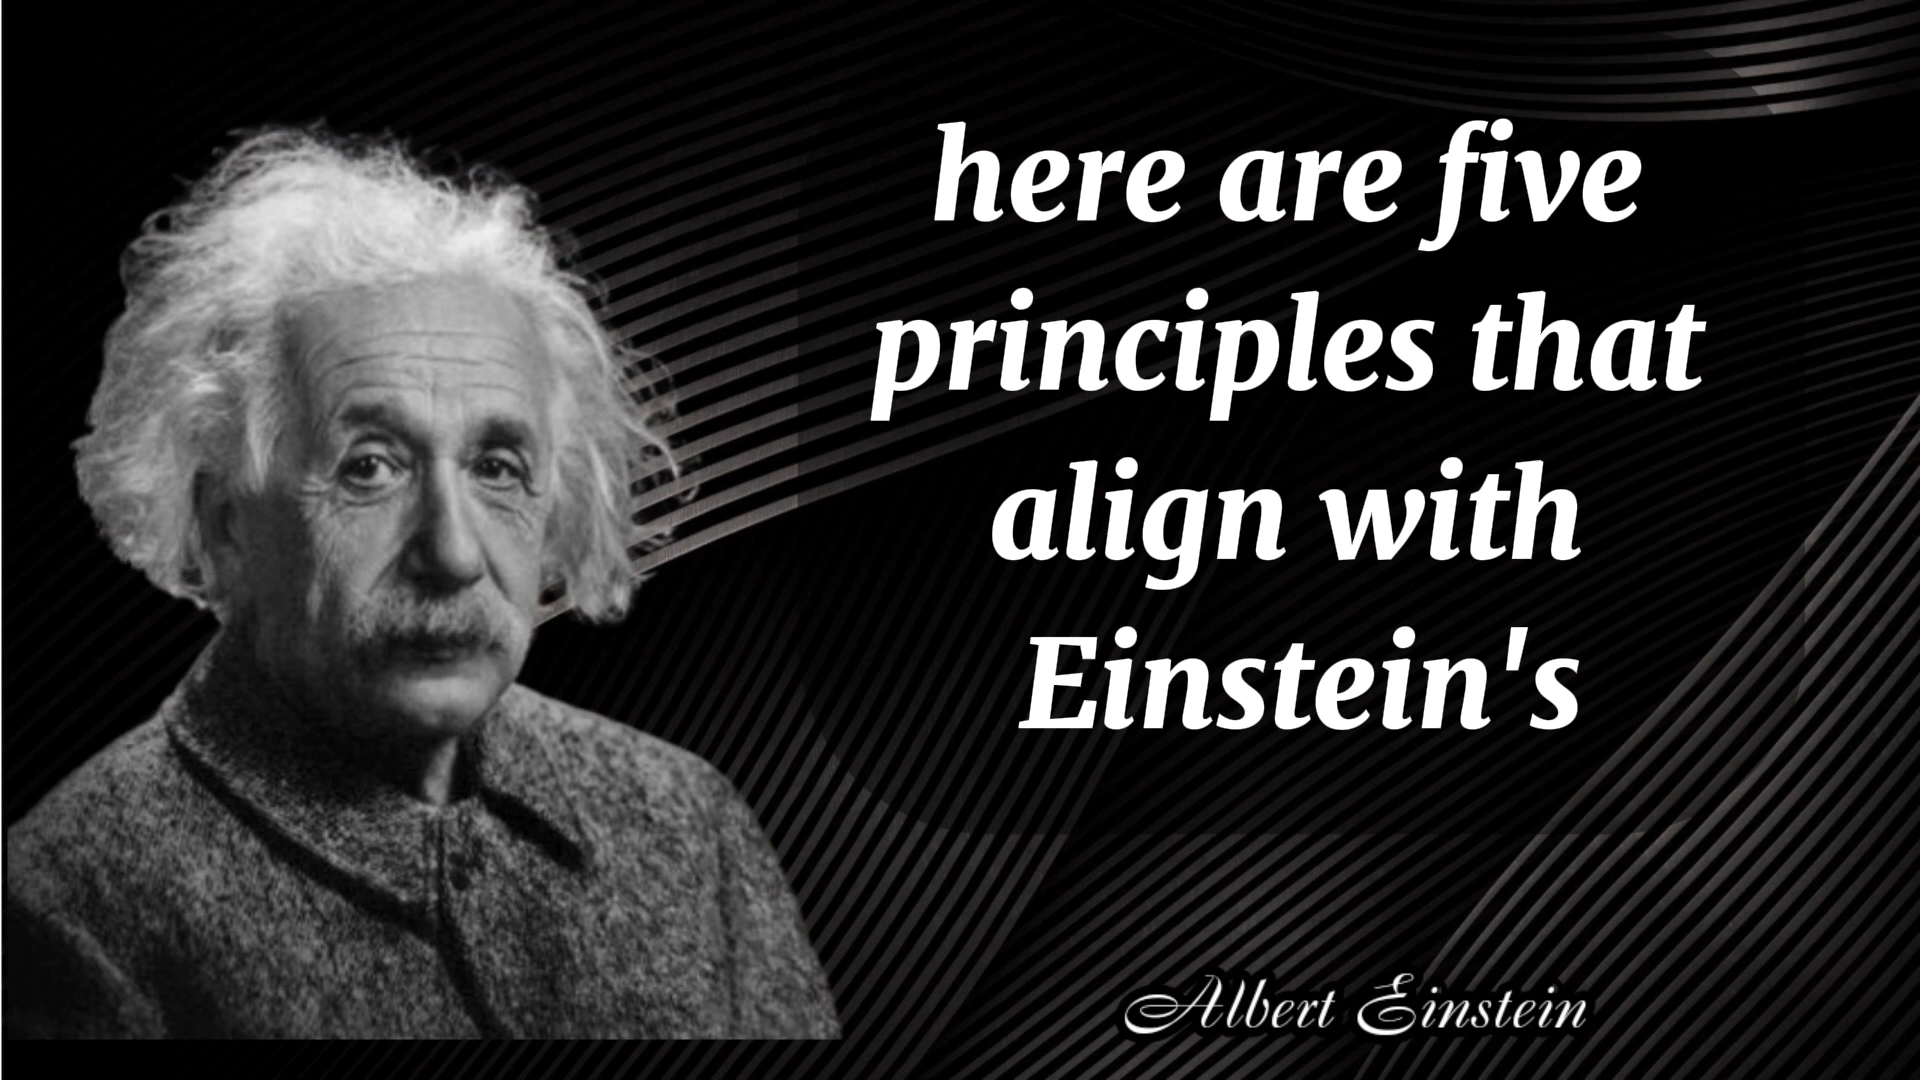 here are five
principles that
align with
Einstein's
Albert Einstein